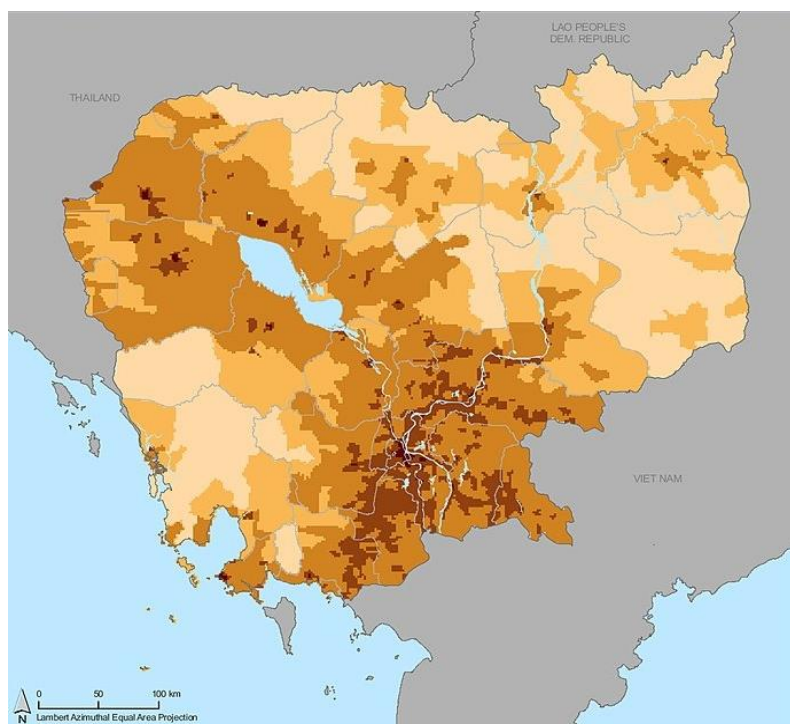 LAO PEOPLE'S
DEM. REPUBLIC
THAILAND
VIET NAM
0 50 100 km
N
Lambert Azimuthal Equal Area Projection